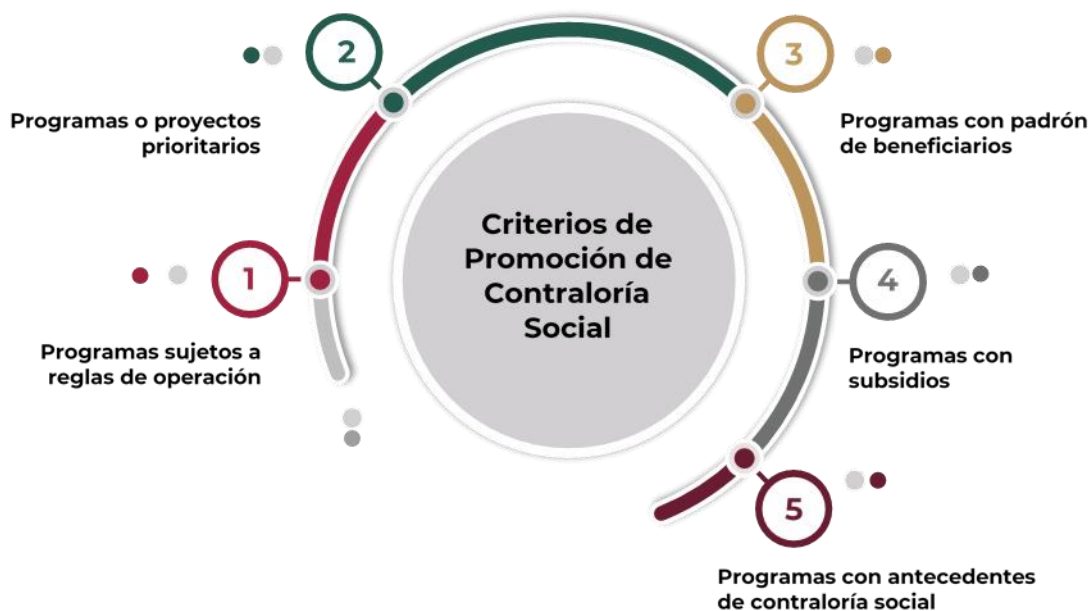 Criterios de
Promoción de
Contraloría
Social
1
Programas sujetos a
reglas de operación
2
Programas o proyectos
prioritarios
3
Programas con padrón
de beneficiarios
4
Programas con
subsidios
5
Programas con antecedentes
de contraloría social